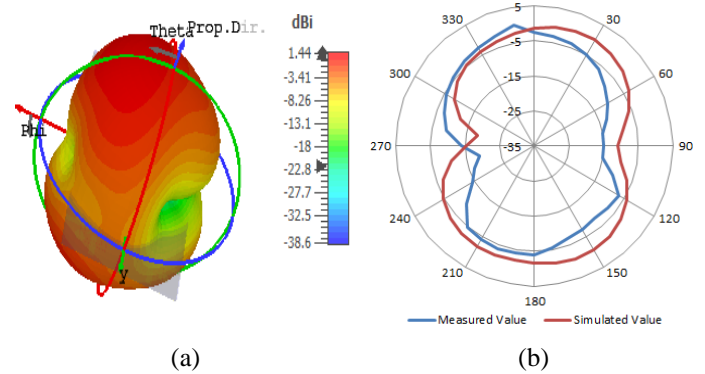 Theta
Prop.Dir.
Phi
y
dBi
1.44
-3.41
-8.26
-13.1
-18
-22.8
-27.7
-32.5
-38.6
5
-5
-15
-25
-35
30
60
90
120
150
180
210
240
270
300
330
Measured Value
Simulated Value
(a)
(b)